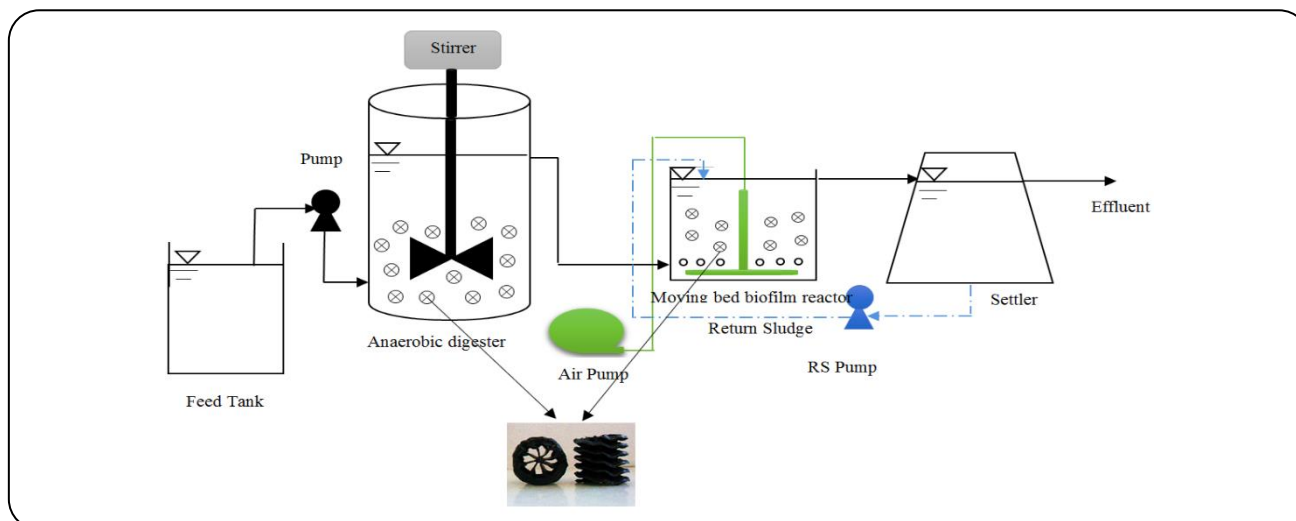 Stirrer
Pump
Effluent
Moving bed biofilm reactor
Settler
Return Sludge
Anaerobic digester
Air Pump
RS Pump
Feed Tank